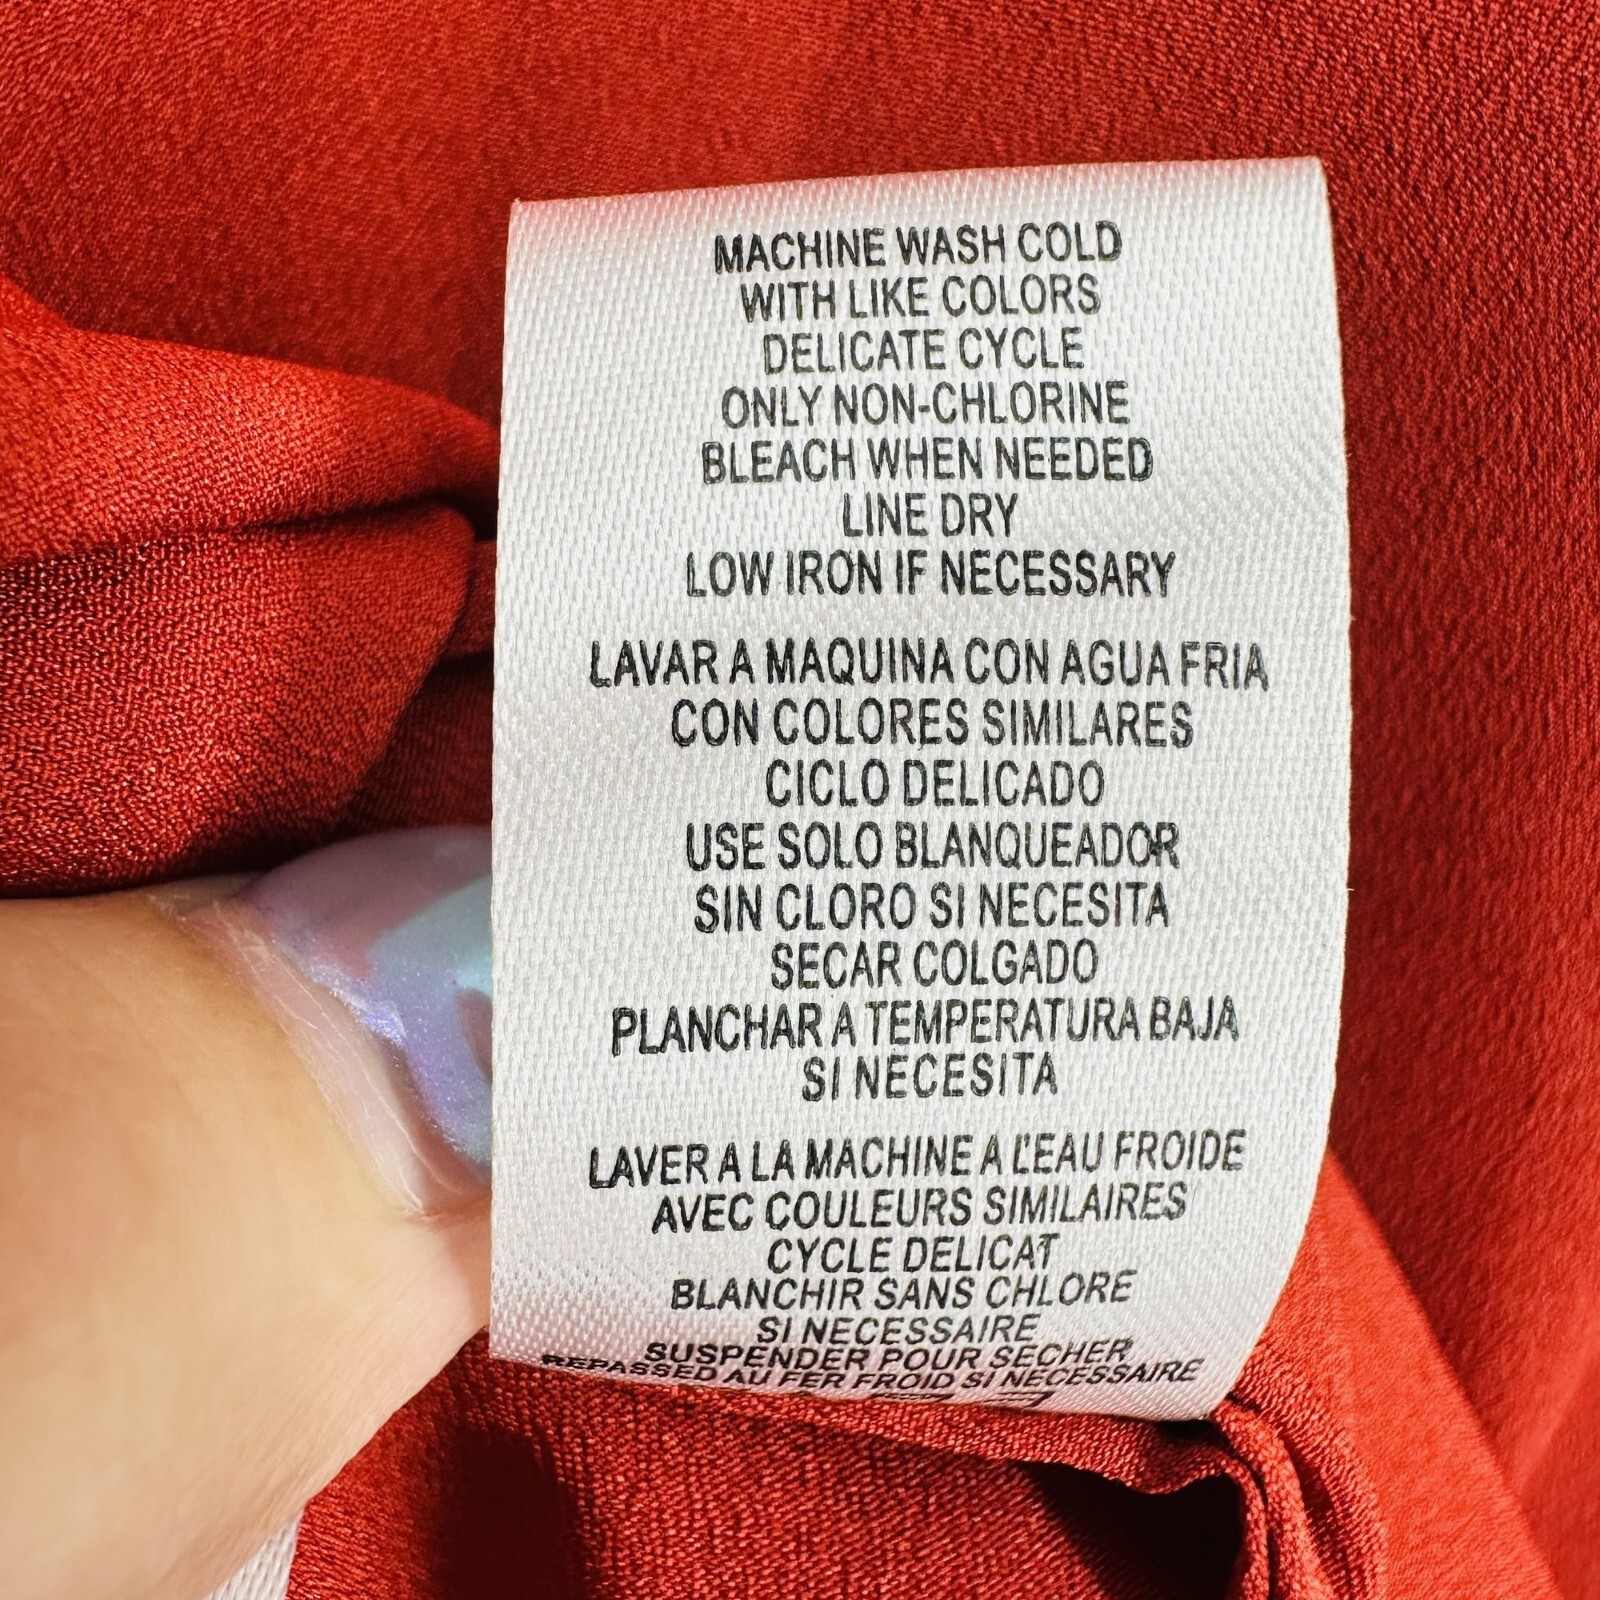 MACHINE WASH COLD
WITH LIKE COLORS
DELICATE CYCLE
ONLY NON-CHLORINE
BLEACH WHEN NEEDED
LINE DRY
LOW IRON IF NECESSARY
LAVAR A MAQUINA CON AGUA FRIA
CON COLORES SIMILARES
CICLO DELICADO
USE SOLO BLANQUEADOR
SIN CLORO SI NECESITA
SECAR COLGADO
PLANCHAR A TEMPERATURA BAJA
SI NECESITA
LAVER A LA MACHINE A L'EAU FROIDE
AVEC COULEURS SIMILAIRES
CYCLE DELICAT
BLANCHIR SANS CHLORE
SI NECESSAIRE
SUSPENDER POUR SECHER
REPASSED AU FER FROID SI NECESSAIRE